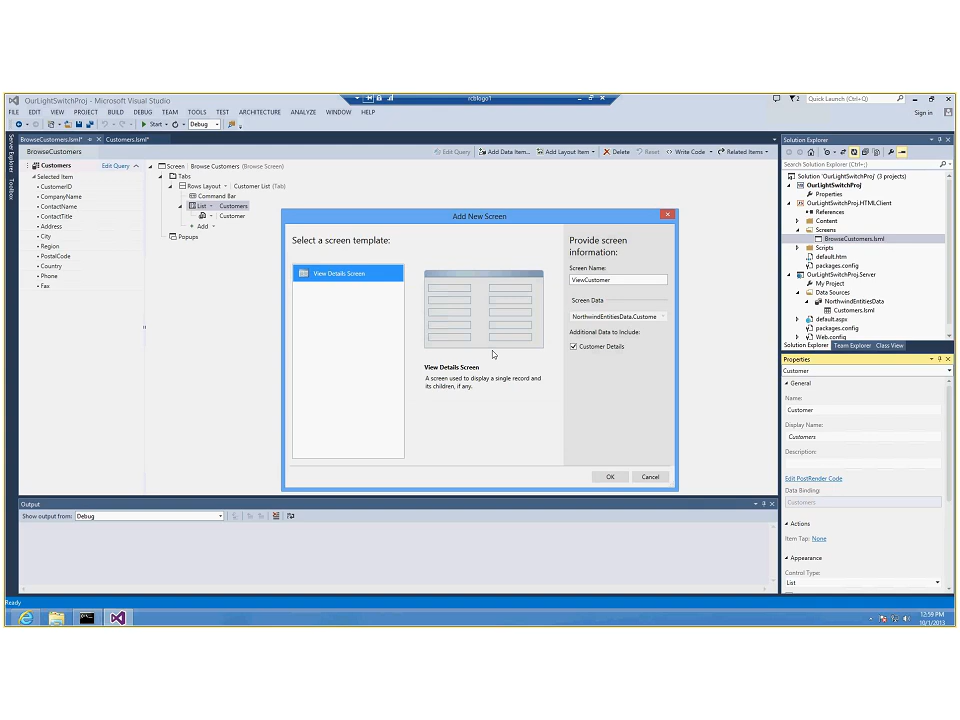 OurLightSwitchProj - Microsoft Visual Studio
rcblogo1
Quick Launch (Ctrl+Q)
FILE EDIT VIEW PROJECT BUILD DEBUG TEAM TOOLS TEST ARCHITECTURE ANALYZE WINDOW HELP
Sign in
Start Debug
Server Explorer
Toolbox
BrowseCustomers.lsml* Customers.lsml*
BrowseCustomers
Edit Query Add Data Item... Add Layout Item Delete Reset Write Code Related Items
Customers Edit Query
Selected Item
CustomerID
CompanyName
ContactName
ContactTitle
Address
City
Region
PostalCode
Country
Phone
Fax
Screen Browse Customers (Browse Screen)
Tabs
Rows Layout Customer List (Tab)
Command Bar
List Customers
Customer
+ Add
Popups
Add New Screen
Select a screen template:
View Details Screen
View Details Screen
A screen used to display a single record and
its children, if any.
Provide screen
information:
Screen Name:
ViewCustomer
Screen Data
NorthwindEntitiesData.Custome
Additional Data to Include:
Customer Details
OK Cancel
Solution Explorer
Search Solution Explorer (Ctrl+;)
Solution 'OurLightSwitchProj' (3 projects)
OurLightSwitchProj
Properties
OurLightSwitchProj.HTMLClient
References
Content
Screens
BrowseCustomers.lsml
Scripts
default.htm
packages.config
OurLightSwitchProj.Server
My Project
Data Sources
NorthwindEntitiesData
Customers.lsml
default.aspx
packages.config
Web.config
Solution Explorer Team Explorer Class View
Properties
Customer
General
Name:
Customer
Display Name:
Customers
Description:
Edit PostRender Code
Data Binding:
Customers
Actions
Item Tap: None
Appearance
Control Type:
List
Output
Show output from: Debug
Ready
12:59 PM
10/1/2013